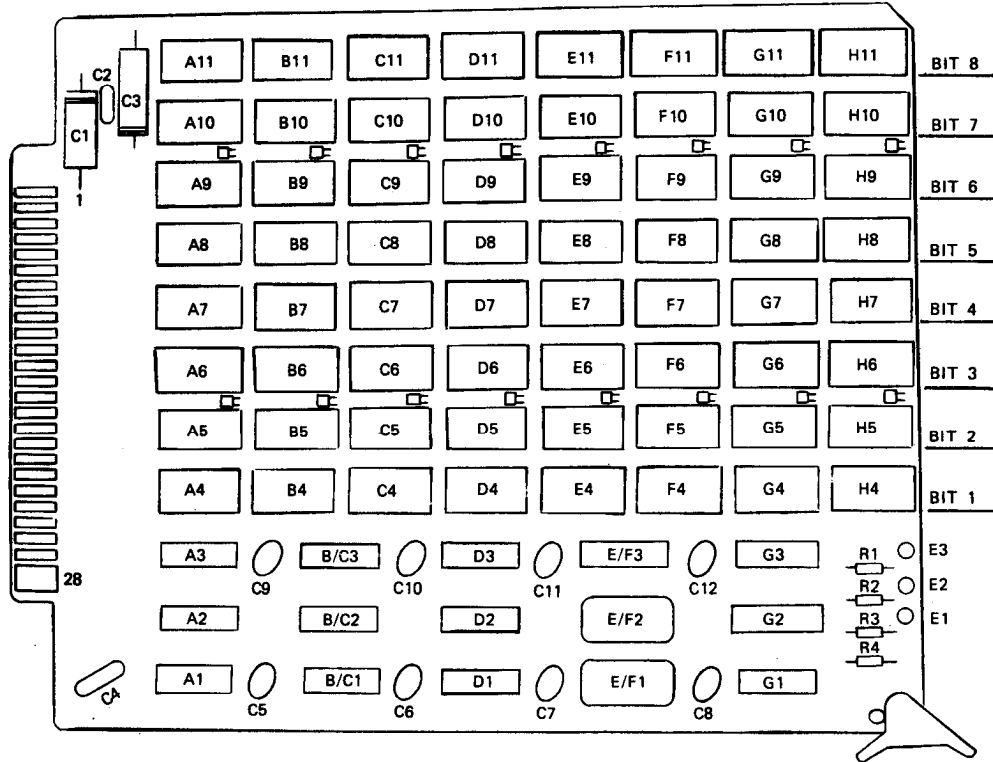 A11 B11 C11 D11 E11 F11 G11 H11 BIT 8
C2
C3
C1
A10 B10 C10 D10 E10 F10 G10 H10 BIT 7
A9 B9 C9 D9 E9 F9 G9 H9 BIT 6
1
A8 B8 C8 D8 E8 F8 G8 H8 BIT 5
A7 B7 C7 D7 E7 F7 G7 H7 BIT 4
A6 B6 C6 D6 E6 F6 G6 H6 BIT 3
A5 B5 C5 D5 E5 F5 G5 H5 BIT 2
A4 B4 C4 D4 E4 F4 G4 H4 BIT 1
A3 B/C3 D3 E/F3 G3 R1 E3
28 C9 C10 C11 C12
R2 E2
A2 B/C2 D2 E/F2 G2 R3 E1
R4
A1 B/C1 D1 E/F1 G1
C4 C5 C6 C7 C8